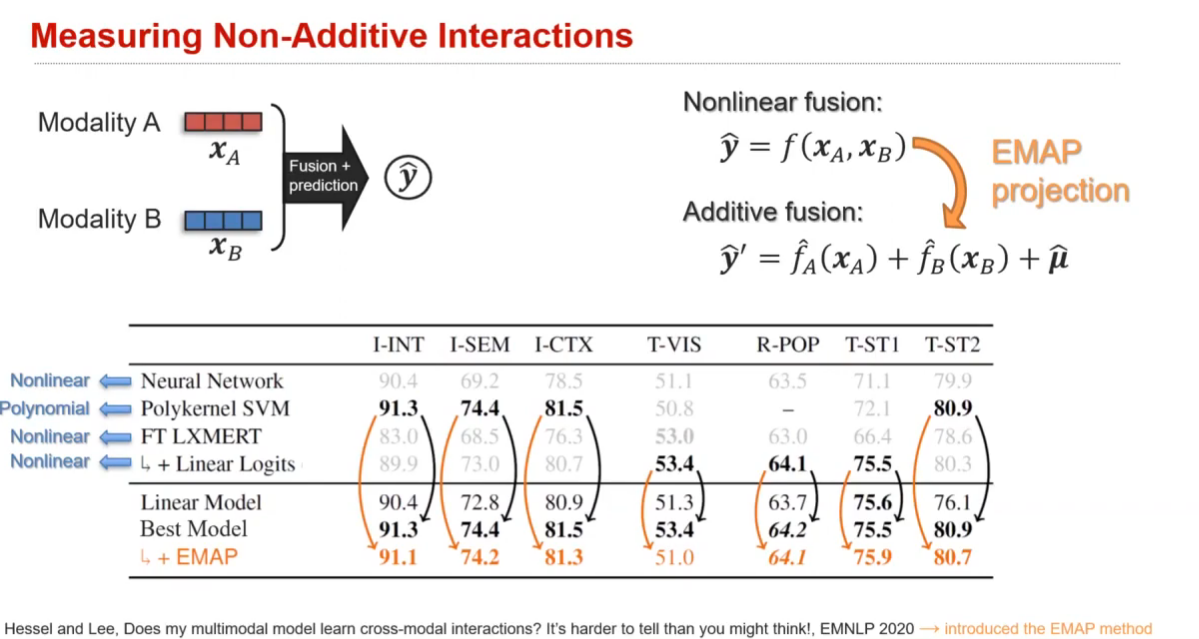 Measuring Non-Additive Interactions
Modality A
x_A
Modality B
x_B
Fusion +
prediction
ŷ
Nonlinear fusion:
ŷ = f(x_A, x_B)
EMAP
projection
Additive fusion:
ŷ′ = f̂_A(x_A) + f̂_B(x_B) + μ̂
I-INT I-SEM I-CTX T-VIS R-POP T-ST1 T-ST2
Nonlinear Neural Network 90.4 69.2 78.5 51.1 63.5 71.1 79.9
Polynomial Polykernel SVM 91.3 74.4 81.5 50.8 – 72.1 80.9
Nonlinear FT LXMERT 83.0 68.5 76.3 53.0 63.0 66.4 78.6
Nonlinear ↳ + Linear Logits 89.9 73.0 80.7 53.4 64.1 75.5 80.3
Linear Model 90.4 72.8 80.9 51.3 63.7 75.6 76.1
Best Model 91.3 74.4 81.5 53.4 64.2 75.5 80.9
↳ + EMAP 91.1 74.2 81.3 51.0 64.1 75.9 80.7
Hessel and Lee, Does my multimodal model learn cross-modal interactions? It's harder to tell than you might think!, EMNLP 2020 → introduced the EMAP method